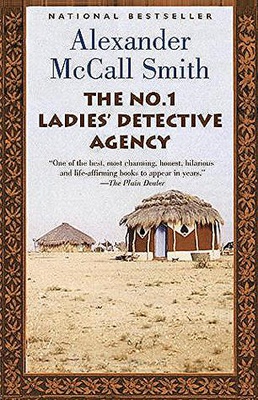 NATIONAL BESTSELLER
Alexander
McCall Smith
THE NO.1
LADIES' DETECTIVE
AGENCY
“One of the best, most charming, honest, hilarious
and life-affirming books to appear in years.”
—The Plain Dealer